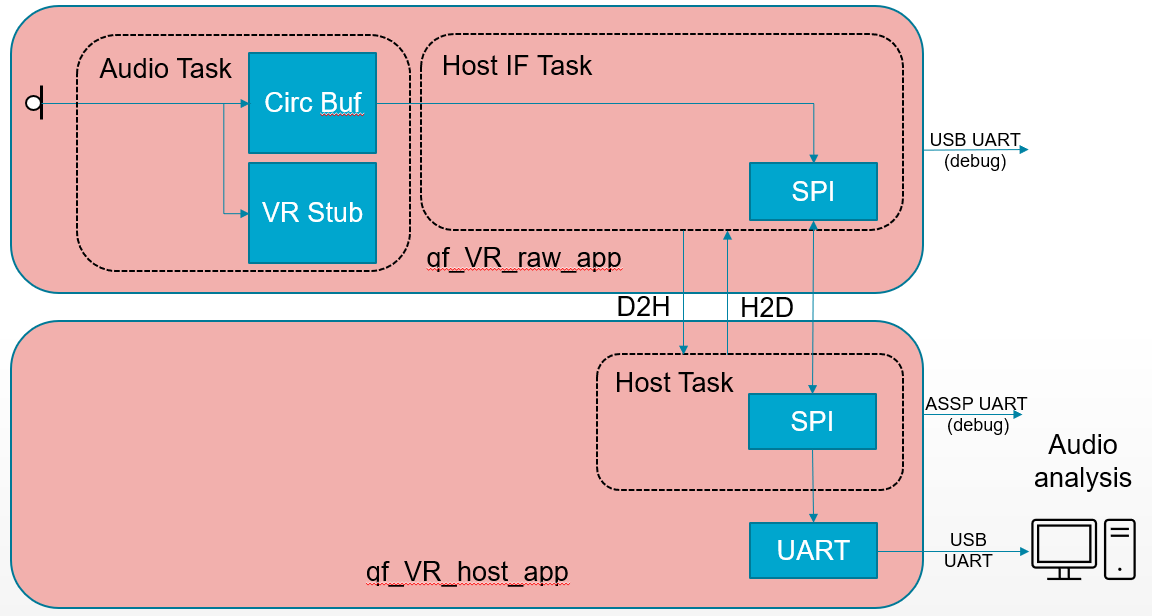 Audio Task
Circ Buf
VR Stub
Host IF Task
SPI
qf_VR_raw_app
USB UART
(debug)
D2H
H2D
Host Task
SPI
UART
qf_VR_host_app
ASSP UART
(debug)
Audio
analysis
USB
UART